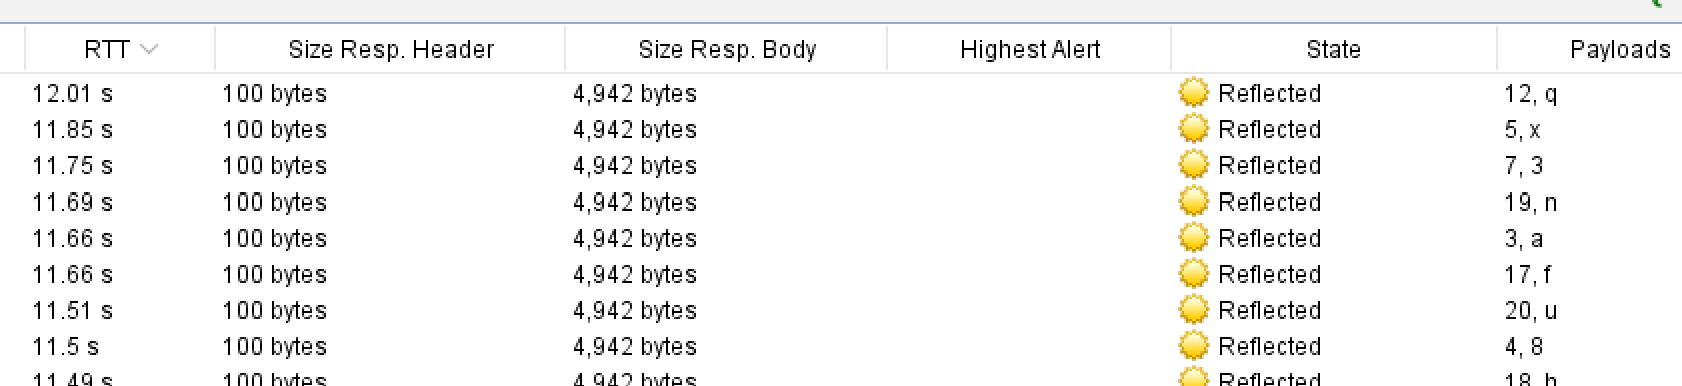 RTT Size Resp. Header Size Resp. Body Highest Alert State Payloads
12.01 s 100 bytes 4,942 bytes Reflected 12, q
11.85 s 100 bytes 4,942 bytes Reflected 5, x
11.75 s 100 bytes 4,942 bytes Reflected 7, 3
11.69 s 100 bytes 4,942 bytes Reflected 19, n
11.66 s 100 bytes 4,942 bytes Reflected 3, a
11.66 s 100 bytes 4,942 bytes Reflected 17, f
11.51 s 100 bytes 4,942 bytes Reflected 20, u
11.5 s 100 bytes 4,942 bytes Reflected 4, 8
11.49 s 100 bytes 4,942 bytes Reflected 18,